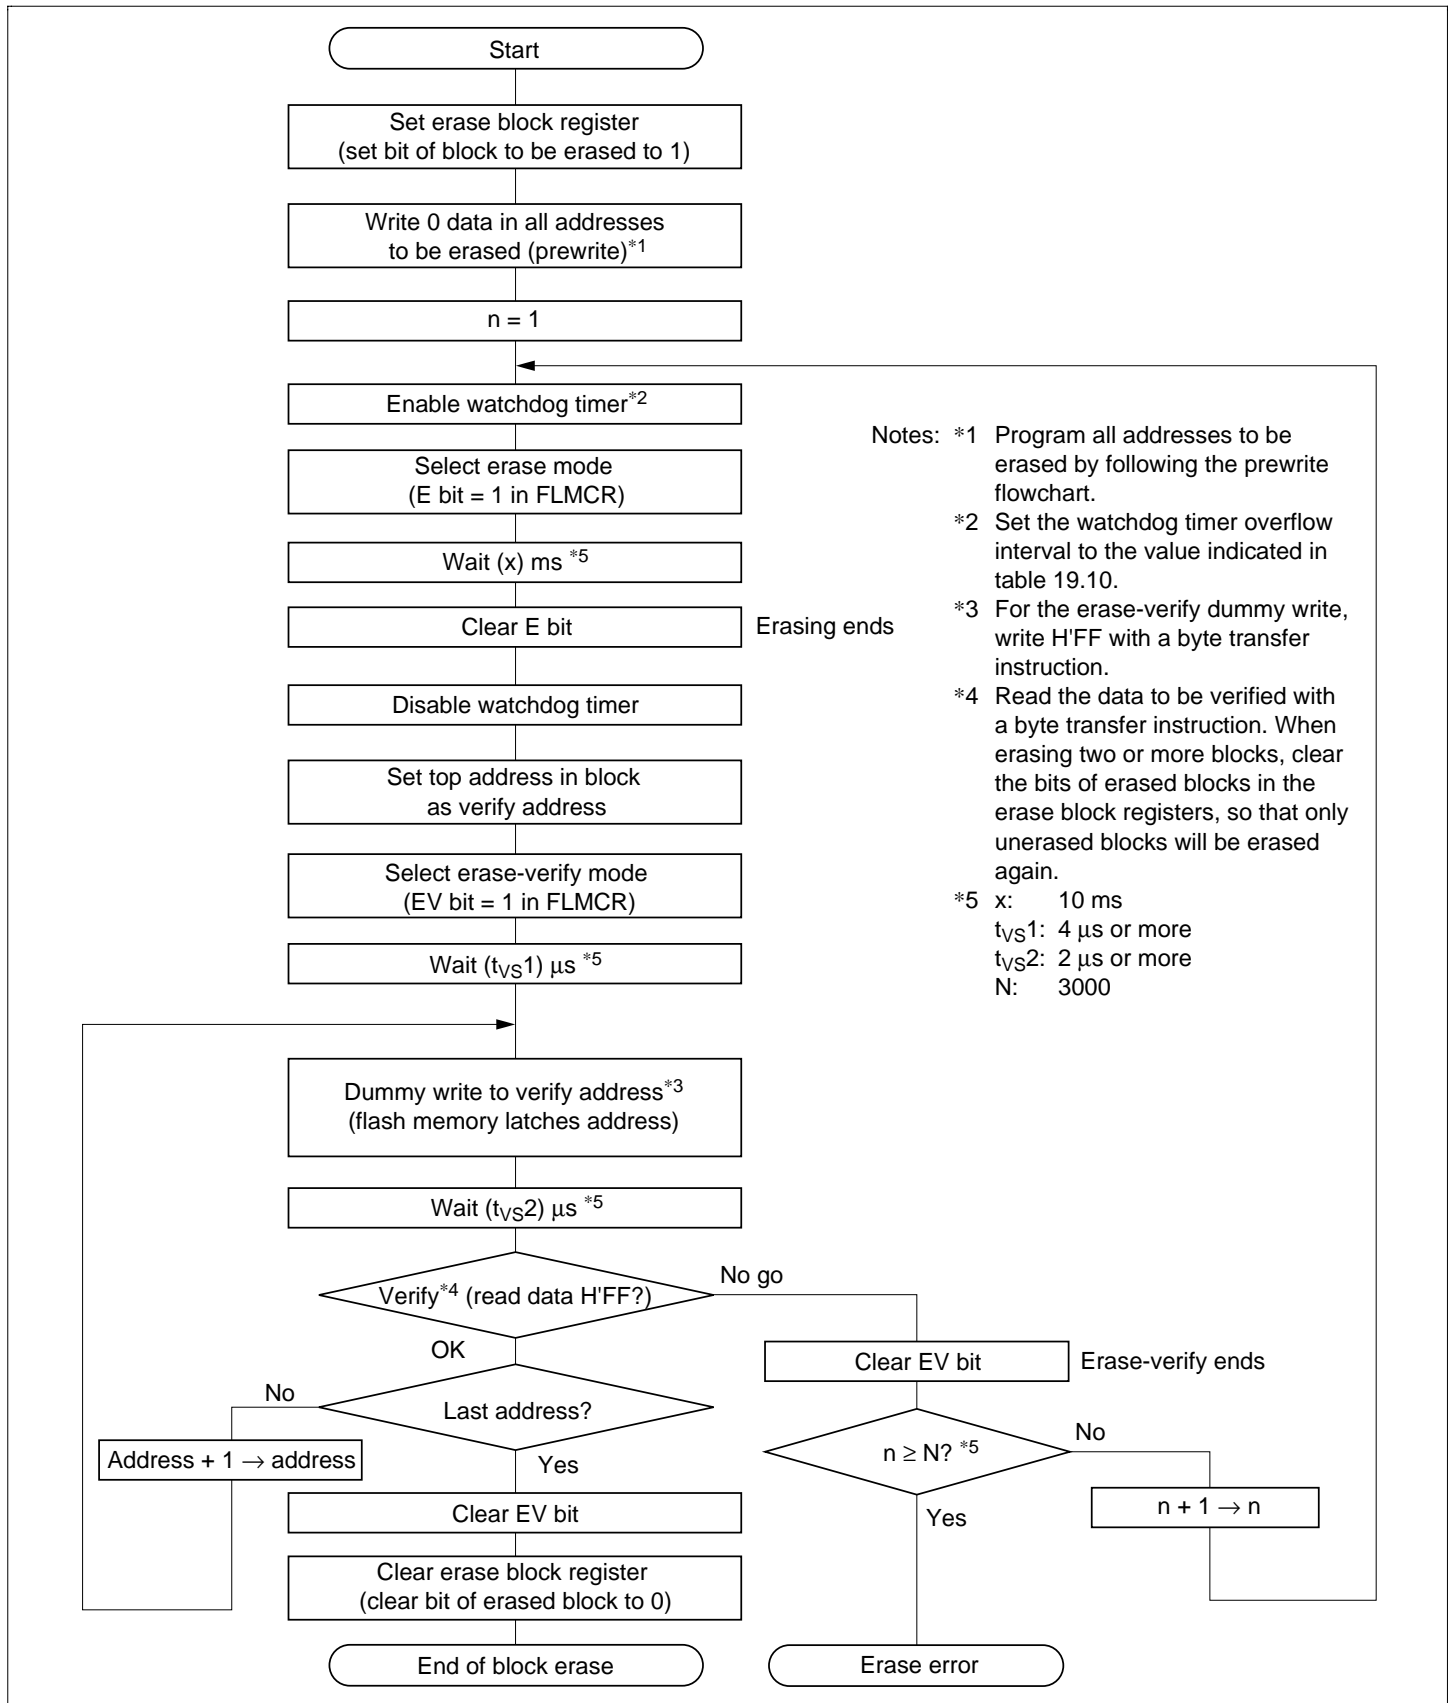 Start
Set erase block register
(set bit of block to be erased to 1)
Write 0 data in all addresses
to be erased (prewrite)*1
n = 1
Enable watchdog timer*2
Select erase mode
(E bit = 1 in FLMCR)
Wait (x) ms *5
Clear E bit
Erasing ends
Disable watchdog timer
Set top address in block
as verify address
Select erase-verify mode
(EV bit = 1 in FLMCR)
Wait (tVS1) μs *5
Dummy write to verify address*3
(flash memory latches address)
Wait (tVS2) μs *5
Verify*4 (read data H'FF?)
No go
OK
Last address?
No
Address + 1 → address
Yes
Clear EV bit
Clear erase block register
(clear bit of erased block to 0)
End of block erase
Clear EV bit
Erase-verify ends
n ≥ N? *5
No
n + 1 → n
Yes
Erase error
Notes: *1 Program all addresses to be
erased by following the prewrite
flowchart.
*2 Set the watchdog timer overflow
interval to the value indicated in
table 19.10.
*3 For the erase-verify dummy write,
write H'FF with a byte transfer
instruction.
*4 Read the data to be verified with
a byte transfer instruction. When
erasing two or more blocks, clear
the bits of erased blocks in the
erase block registers, so that only
unerased blocks will be erased
again.
*5 x: 10 ms
tVS1: 4 μs or more
tVS2: 2 μs or more
N: 3000